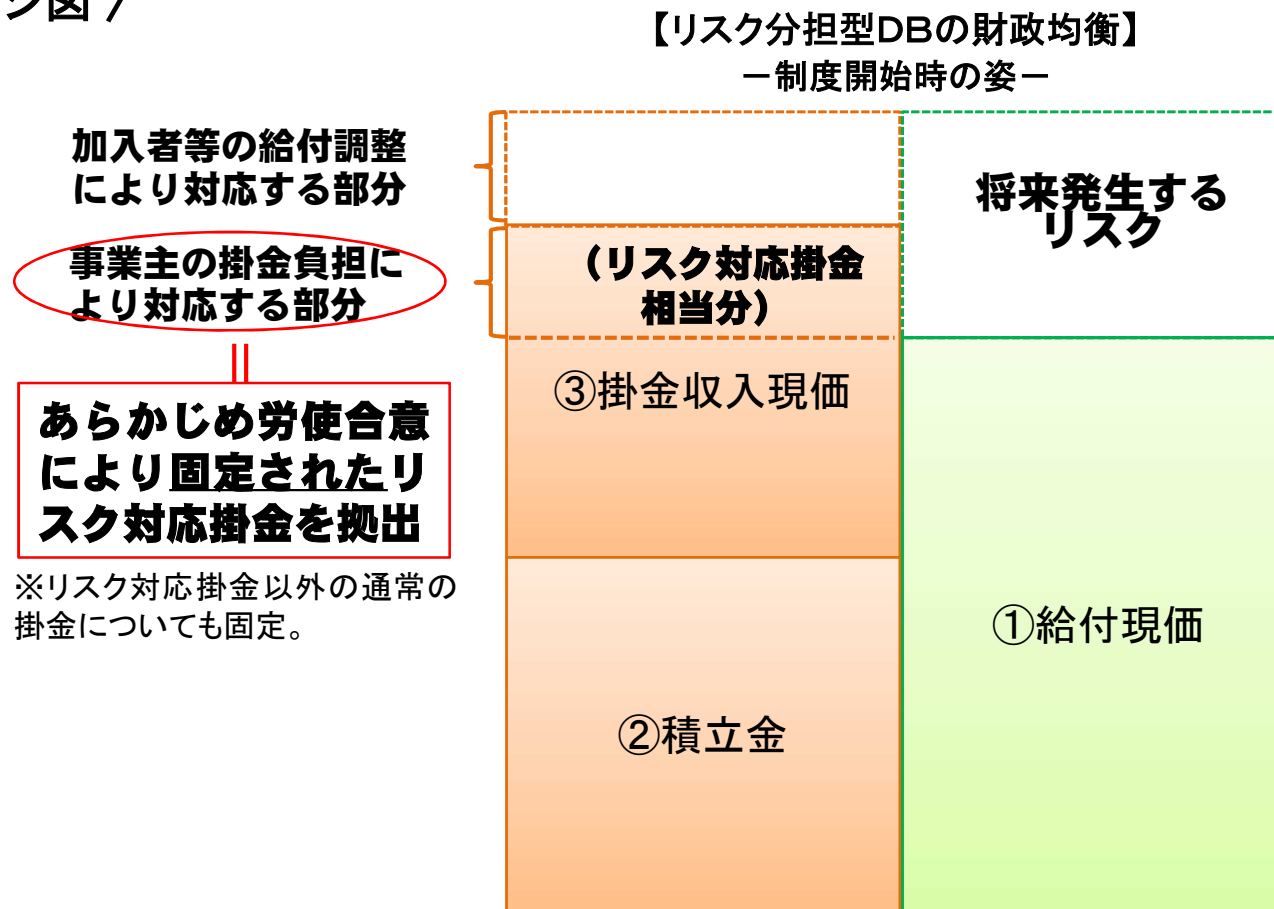 ジ図 〉
【リスク分担型DBの財政均衡】
－制度開始時の姿－
加入者等の給付調整
により対応する部分
事業主の掛金負担に
より対応する部分
あらかじめ労使合意
により固定されたリ
スク対応掛金を拠出
※リスク対応掛金以外の通常の
掛金についても固定。
（リスク対応掛金
相当分）
③掛金収入現価
②積立金
将来発生する
リスク
①給付現価